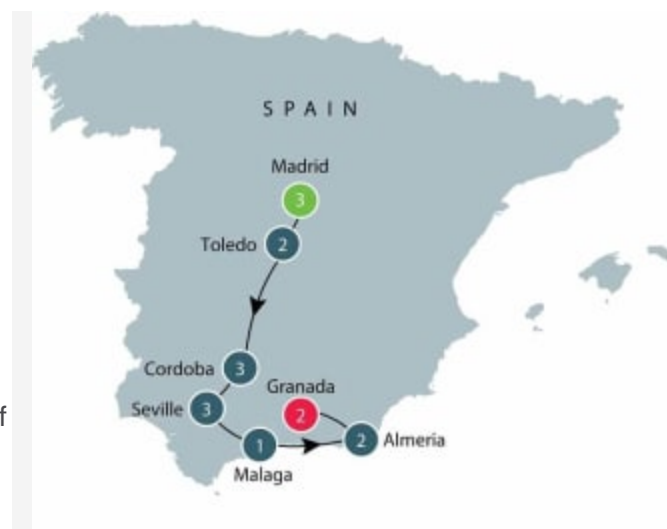 SPAIN
Madrid
3
Toledo 2
Cordoba 3
Granada
Seville 3
2
f
1
2 Almeria
Malaga